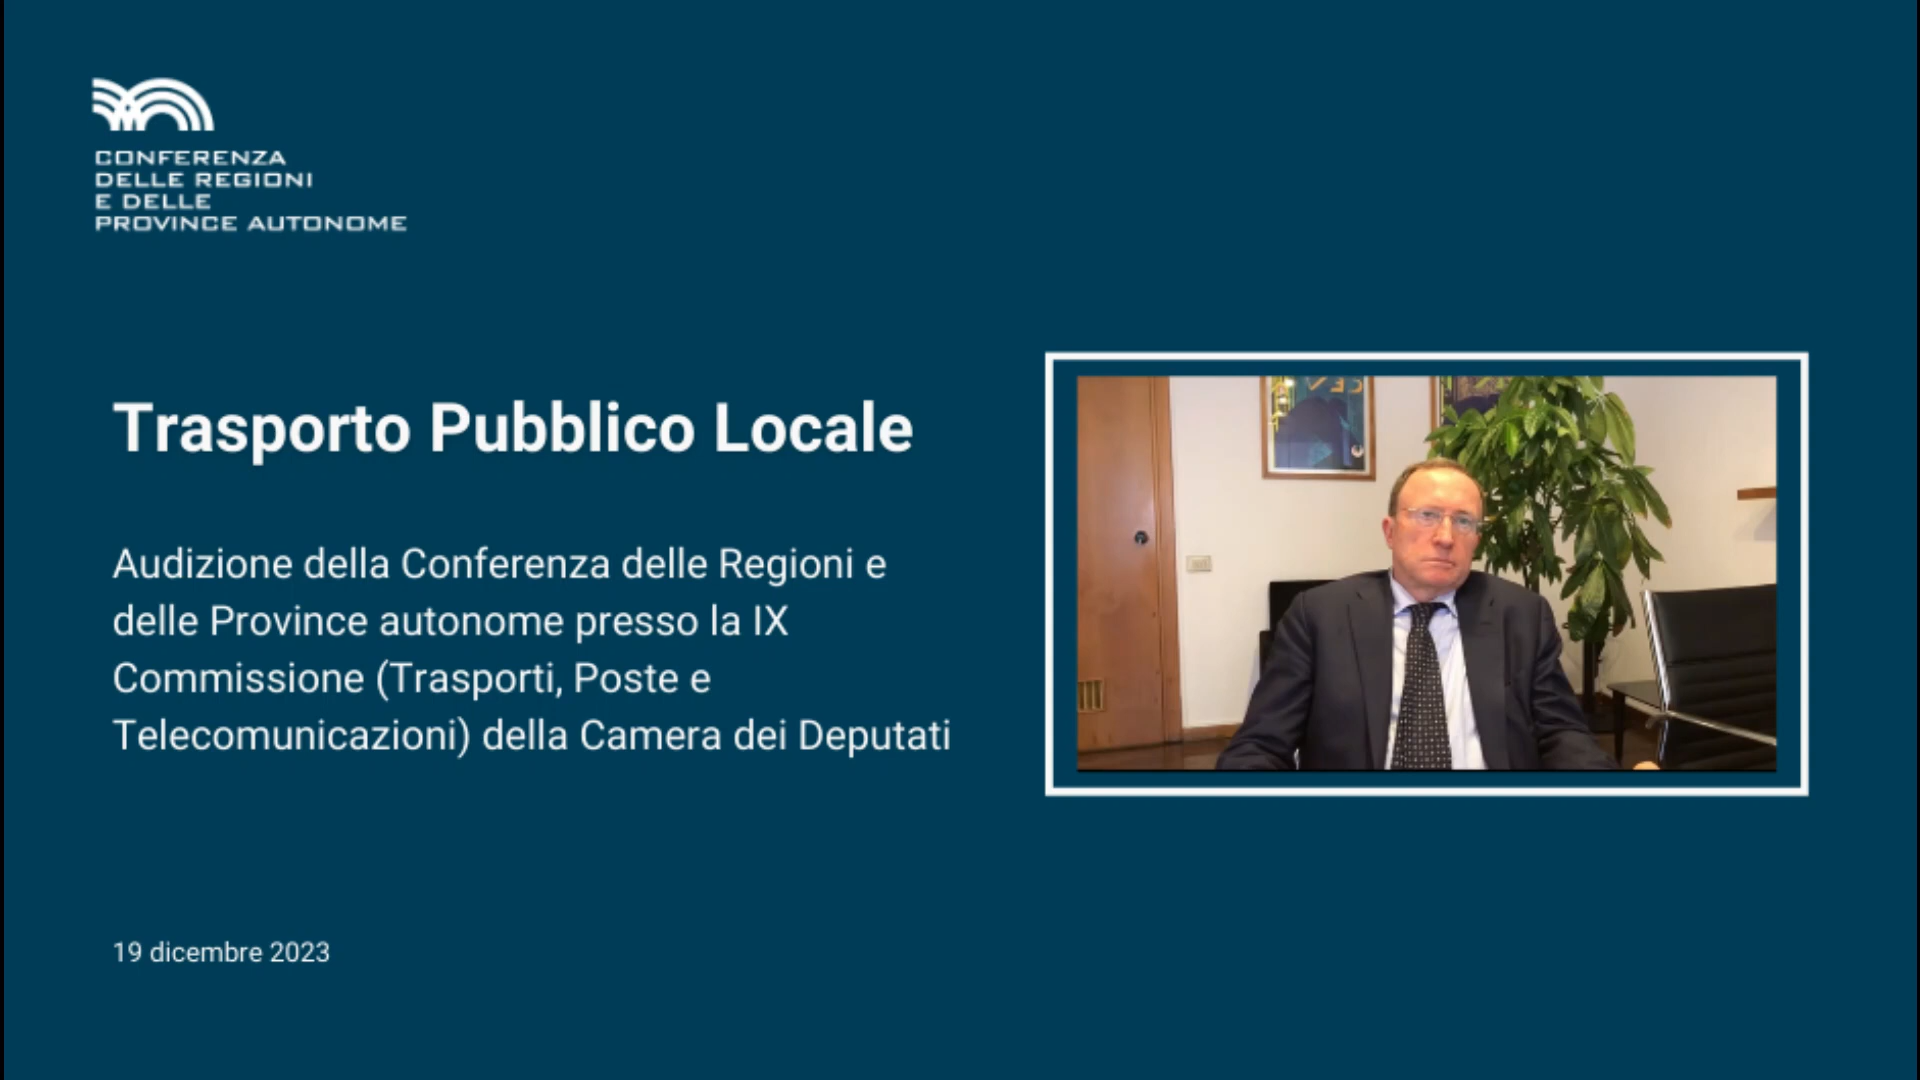 CONFERENZA
DELLE REGIONI
E DELLE
PROVINCE AUTONOME
Trasporto Pubblico Locale
Audizione della Conferenza delle Regioni e
delle Province autonome presso la IX
Commissione (Trasporti, Poste e
Telecomunicazioni) della Camera dei Deputati
19 dicembre 2023